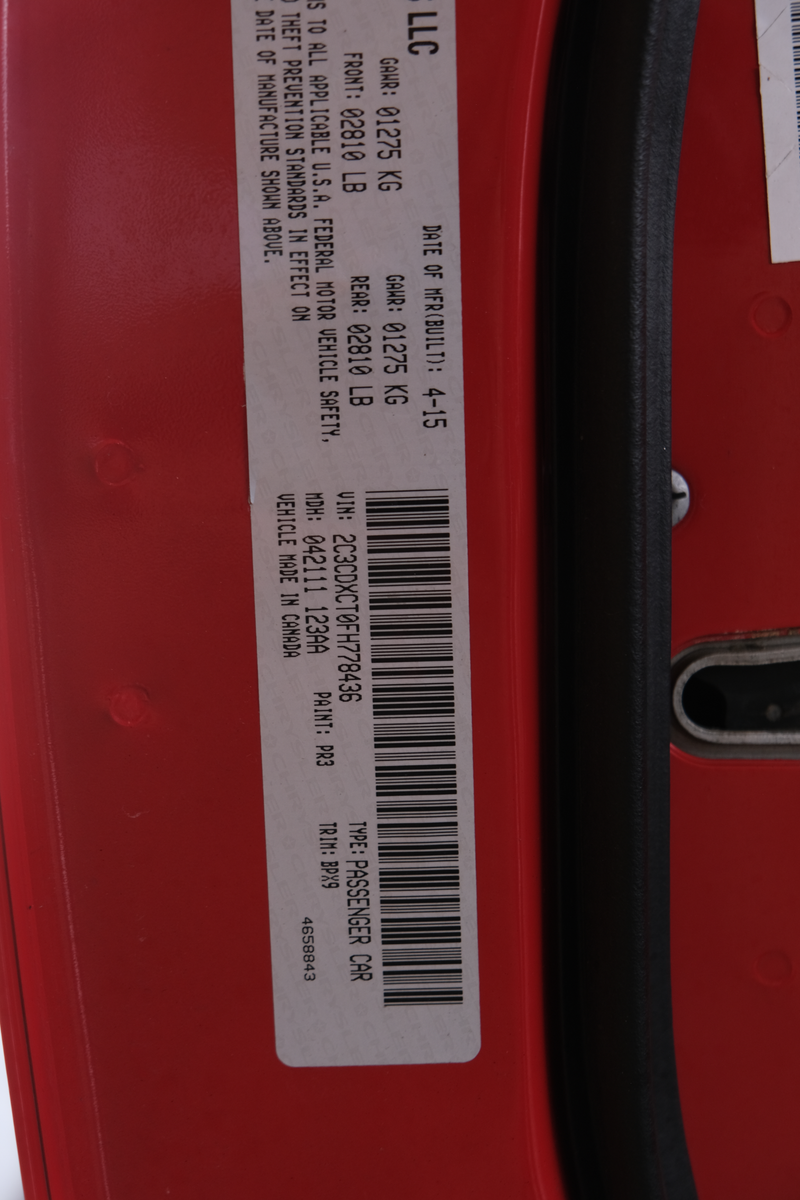 LLC
DATE OF MFR(BUILT): 4-15
GAWR: 01275 KG GAWR: 01275 KG
FRONT: 02810 LB REAR: 02810 LB
TO ALL APPLICABLE U.S.A. FEDERAL MOTOR VEHICLE SAFETY,
THEFT PREVENTION STANDARDS IN EFFECT ON
DATE OF MANUFACTURE SHOWN ABOVE.
VIN: 2C3CDXCT0FH778436 TYPE: PASSENGER CAR
MDH: 042111 123AA PAINT: PR3 TRIM: BPX9
VEHICLE MADE IN CANADA
4658843